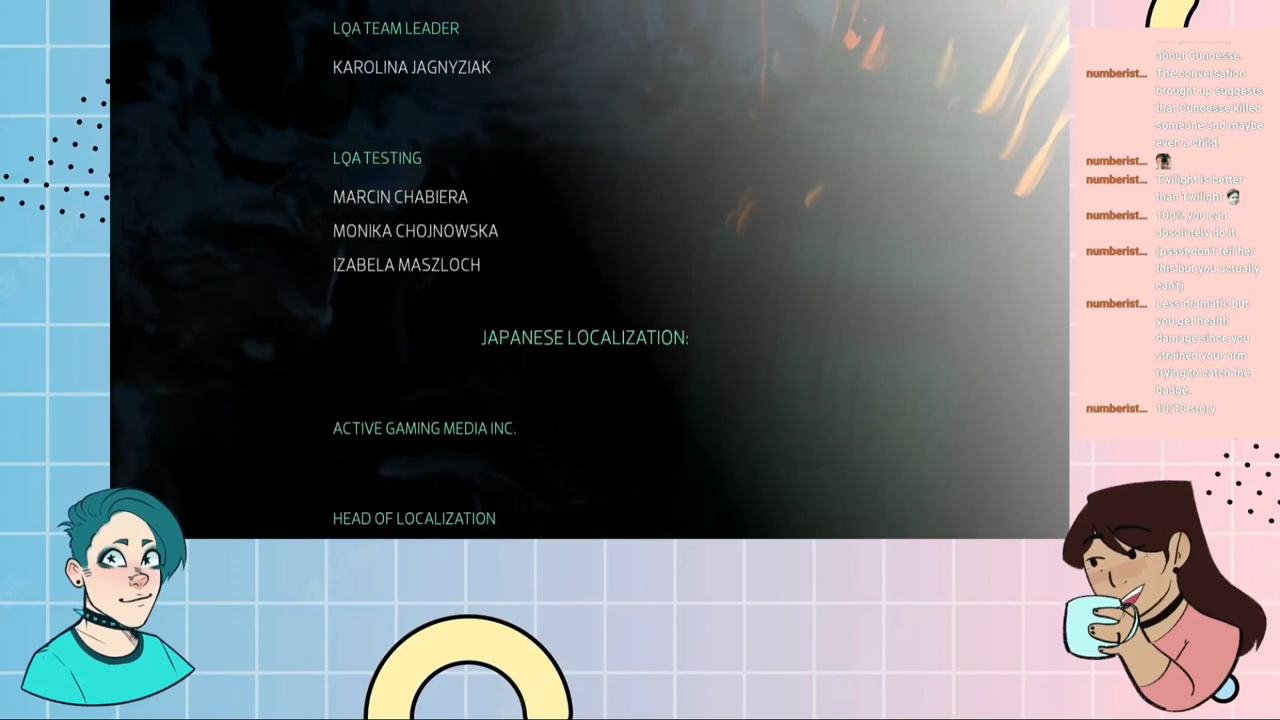 LQA TEAM LEADER
KAROLINA JAGNYZIAK
LQA TESTING
MARCIN CHABIERA
MONIKA CHOJNOWSKA
IZABELA MASZLOCH
JAPANESE LOCALIZATION:
ACTIVE GAMING MEDIA INC.
HEAD OF LOCALIZATION
about Cunoesse.
numberist... The conversation
brought up suggests
that Cunoesse killed
someone and maybe
even a child.
numberist...
numberist... Twilight is better
than Twilight
numberist... 100% you can
absolutely do it.
numberist... (pssst,don't tell her
this but you actually
can't)
numberist... Less dramatic but
you get health
damage since you
strained your arm
trying to catch the
badge.
numberist... 10/10 story